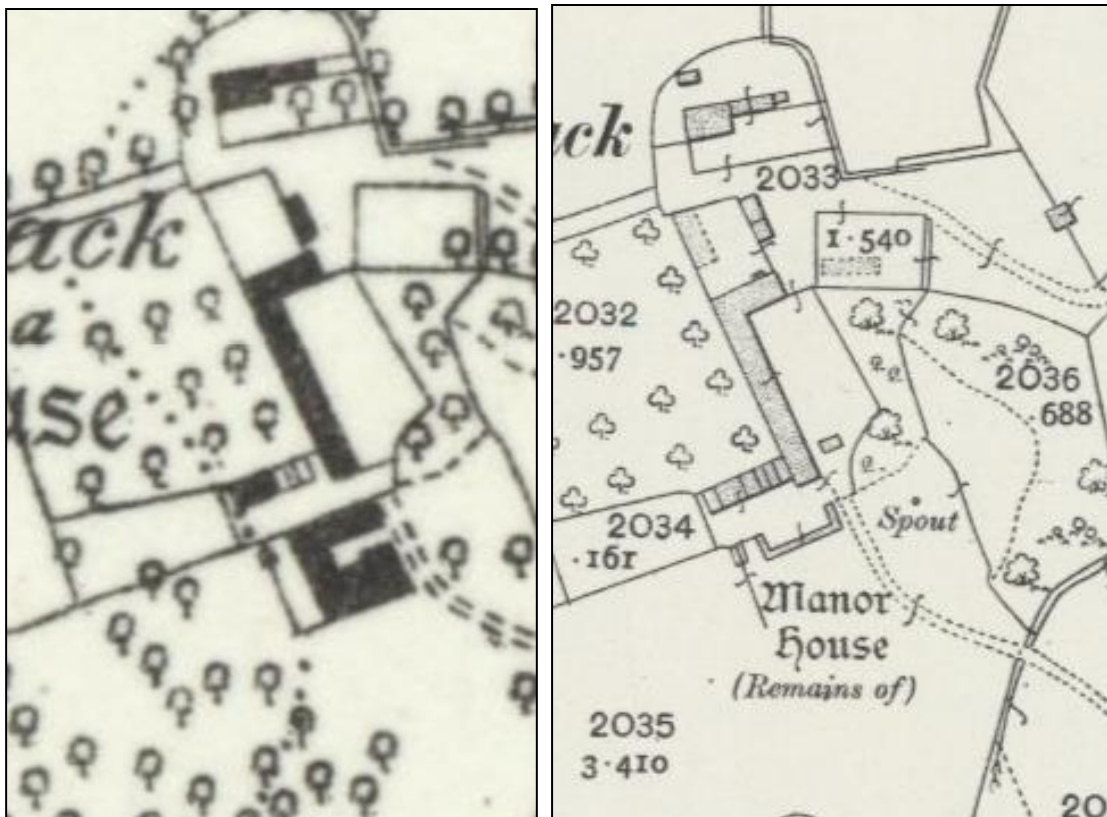 ack
a
use
ack
2033
1·540
2032
·957
2036
·688
2034
·161
Spout
Manor
House
(Remains of)
2035
3·410
20